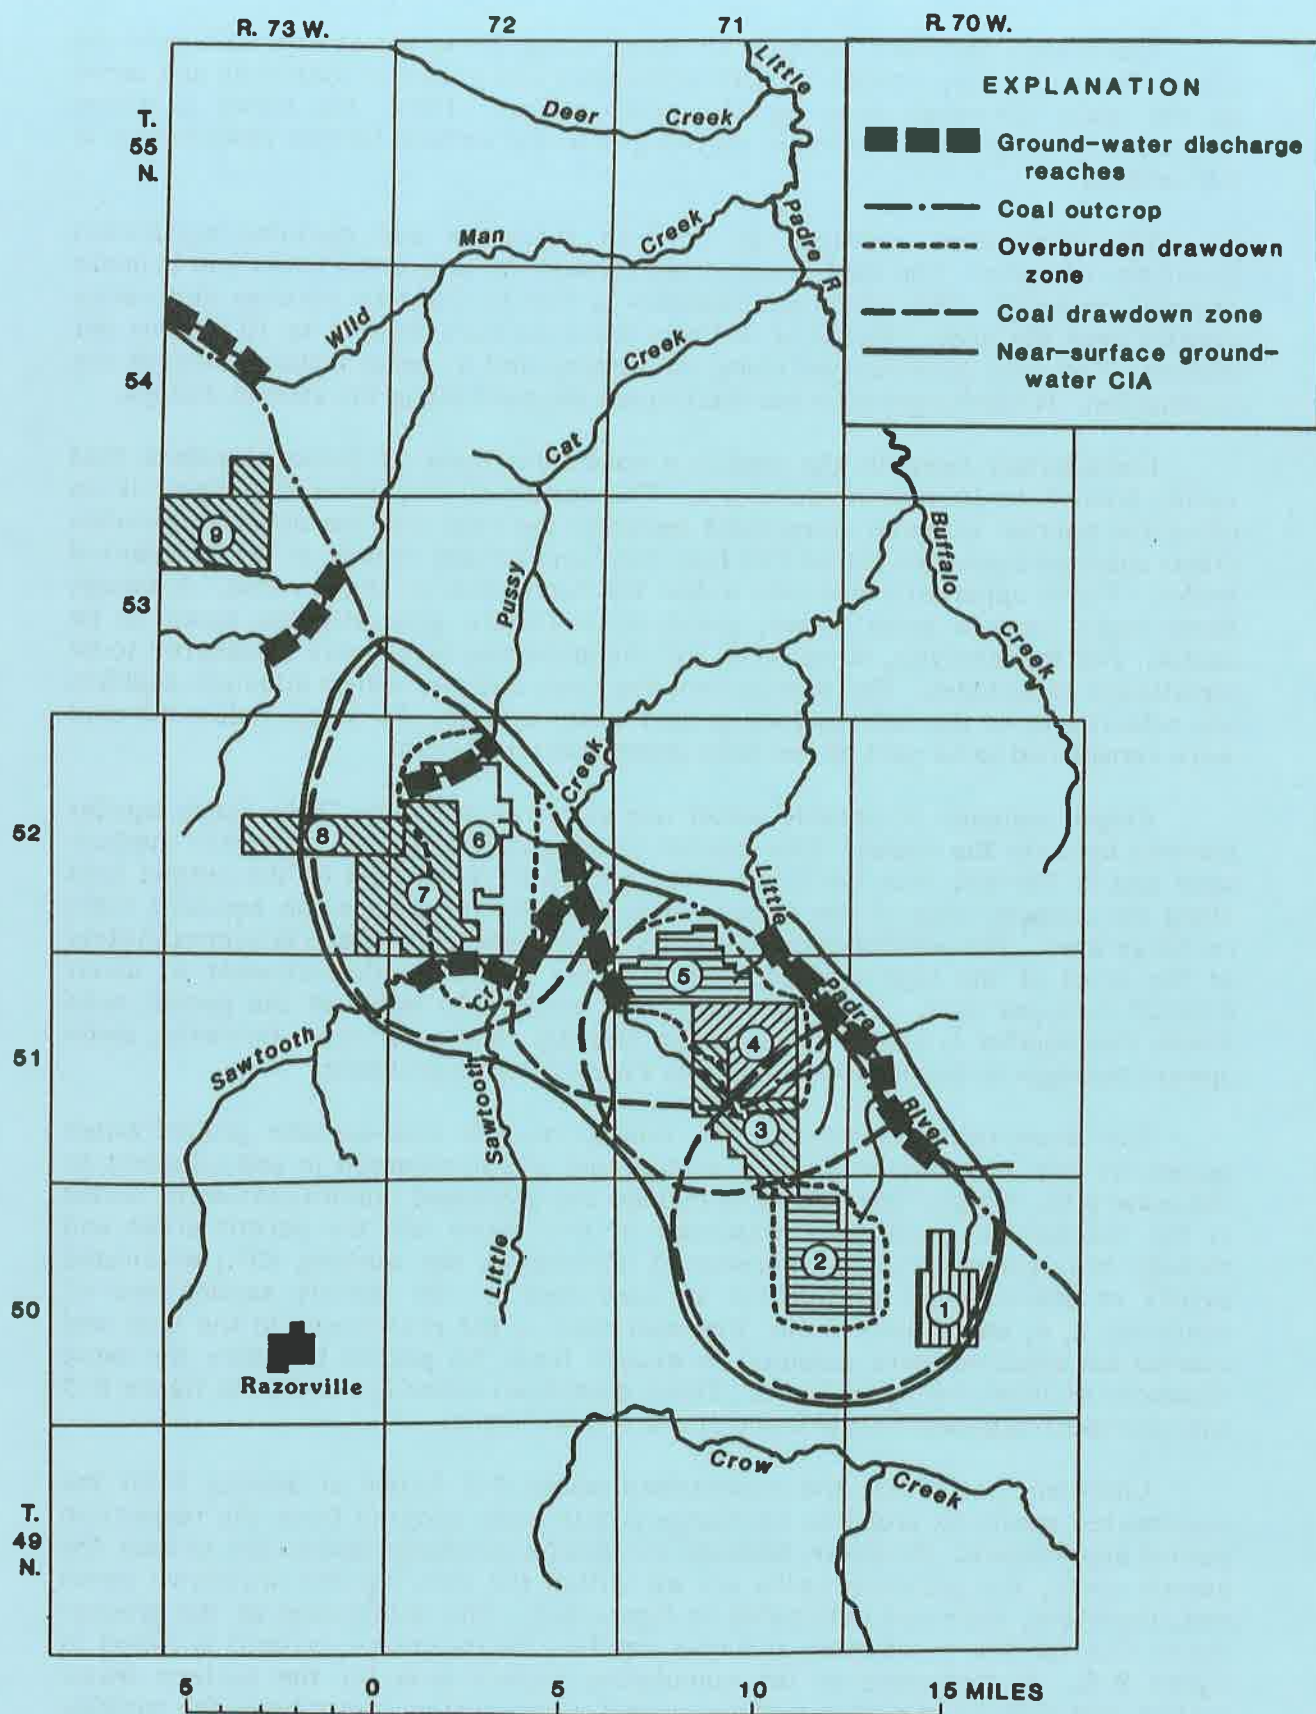 R. 73 W. 72 71 R. 70 W.
EXPLANATION
Ground-water discharge
reaches
Coal outcrop
Overburden drawdown
zone
Coal drawdown zone
Near-surface ground-
water CIA
T.
55
N.
54
53
52
51
50
T.
49
N.
Little
Deer Creek
Padre
R
Man Creek
Wild
Creek
Cat
Pussy
Buffalo
Creek
Creek
Little
Padre
River
9
8
6
7
5
4
3
2
1
Cr
Sawtooth
Sawtooth
Little
Razorville
Crow
Creek
5 0 5 10 15 MILES